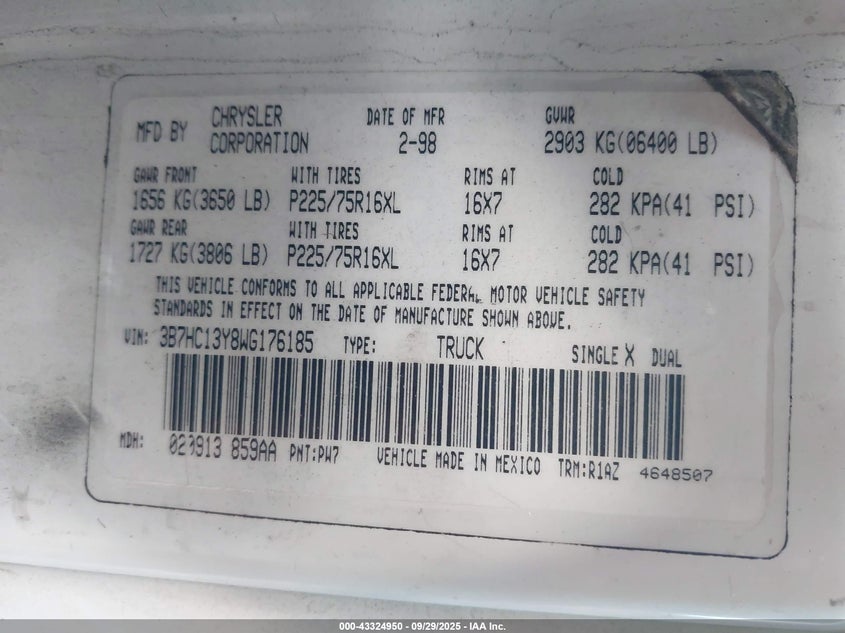 MFD BY CHRYSLER CORPORATION DATE OF MFR 2-98 GVWR 2903 KG(06400 LB)
GAWR FRONT WITH TIRES RIMS AT COLD
1656 KG(3650 LB) P225/75R16XL 16X7 282 KPA(41 PSI)
GAWR REAR WITH TIRES RIMS AT COLD
1727 KG(3806 LB) P225/75R16XL 16X7 282 KPA(41 PSI)
THIS VEHICLE CONFORMS TO ALL APPLICABLE FEDERAL MOTOR VEHICLE SAFETY
STANDARDS IN EFFECT ON THE DATE OF MANUFACTURE SHOWN ABOVE.
VIN: 3B7HC13Y8WG176185 TYPE: TRUCK SINGLE X DUAL
MDH: 859AA PNT:PW7 VEHICLE MADE IN MEXICO TRM:R1AZ 4648507
000-43324950 - 09/29/2025 - IAA Inc.